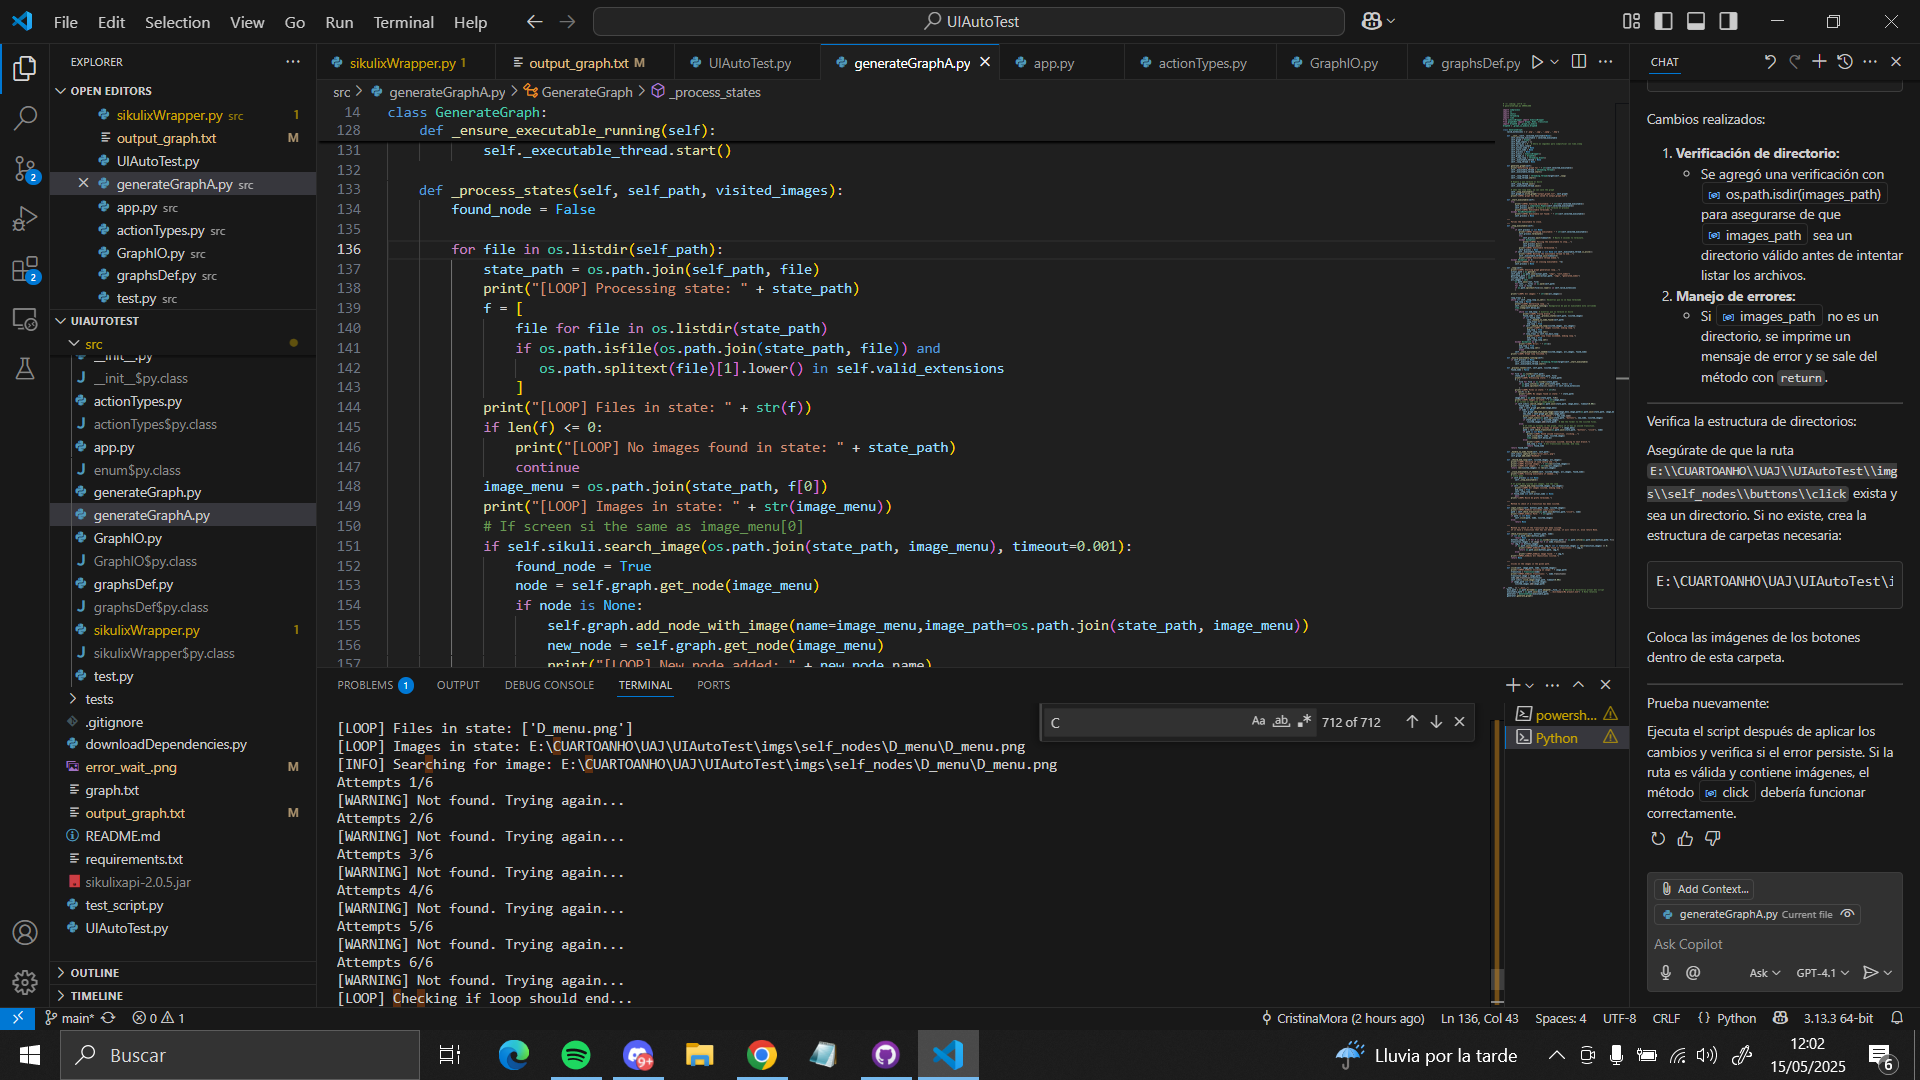 File Edit Selection View Go Run Terminal Help
UIAutoTest
EXPLORER
OPEN EDITORS
sikulixWrapper.py src 1
output_graph.txt M
UIAutoTest.py
generateGraphA.py src
app.py src
actionTypes.py src
GraphIO.py src
graphsDef.py src
test.py src
UIAUTOTEST
src
__init__.py
__init__$py.class
actionTypes.py
actionTypes$py.class
app.py
enum$py.class
generateGraph.py
generateGraphA.py
GraphIO.py
GraphIO$py.class
graphsDef.py
graphsDef$py.class
sikulixWrapper.py 1
sikulixWrapper$py.class
test.py
tests
.gitignore
downloadDependencies.py
error_wait_.png M
graph.txt
output_graph.txt M
README.md
requirements.txt
sikulixapi-2.0.5.jar
test_script.py
UIAutoTest.py
OUTLINE
TIMELINE
sikulixWrapper.py 1 output_graph.txt M UIAutoTest.py generateGraphA.py app.py actionTypes.py GraphIO.py graphsDef.py
src > generateGraphA.py > GenerateGraph > _process_states
14 class GenerateGraph:
128 def _ensure_executable_running(self):
131 self._executable_thread.start()
132
133 def _process_states(self, self_path, visited_images):
134 found_node = False
135
136 for file in os.listdir(self_path):
137 state_path = os.path.join(self_path, file)
138 print("[LOOP] Processing state: " + state_path)
139 f = [
140 file for file in os.listdir(state_path)
141 if os.path.isfile(os.path.join(state_path, file)) and
142 os.path.splitext(file)[1].lower() in self.valid_extensions
143 ]
144 print("[LOOP] Files in state: " + str(f))
145 if len(f) <= 0:
146 print("[LOOP] No images found in state: " + state_path)
147 continue
148 image_menu = os.path.join(state_path, f[0])
149 print("[LOOP] Images in state: " + str(image_menu))
150 # If screen si the same as image_menu[0]
151 if self.sikuli.search_image(os.path.join(state_path, image_menu), timeout=0.001):
152 found_node = True
153 node = self.graph.get_node(image_menu)
154 if node is None:
155 self.graph.add_node_with_image(name=image_menu,image_path=os.path.join(state_path, image_menu))
156 new_node = self.graph.get_node(image_menu)
157 print("[LOOP] New node added: " + new_node.name)
PROBLEMS 1 OUTPUT DEBUG CONSOLE TERMINAL PORTS
C Aa ab 712 of 712
[LOOP] Files in state: ['D_menu.png']
[LOOP] Images in state: E:\CUARTOANHO\UAJ\UIAutoTest\imgs\self_nodes\D_menu\D_menu.png
[INFO] Searching for image: E:\CUARTOANHO\UAJ\UIAutoTest\imgs\self_nodes\D_menu\D_menu.png
Attempts 1/6
[WARNING] Not found. Trying again...
Attempts 2/6
[WARNING] Not found. Trying again...
Attempts 3/6
[WARNING] Not found. Trying again...
Attempts 4/6
[WARNING] Not found. Trying again...
Attempts 5/6
[WARNING] Not found. Trying again...
Attempts 6/6
[WARNING] Not found. Trying again...
[LOOP] Checking if loop should end...
powersh...
Python
CHAT
Cambios realizados:
1. Verificación de directorio:
Se agregó una verificación con
os.path.isdir(images_path)
para asegurarse de que
images_path sea un
directorio válido antes de intentar
listar los archivos.
2. Manejo de errores:
Si images_path no es un
directorio, se imprime un
mensaje de error y se sale del
método con return.
Verifica la estructura de directorios:
Asegúrate de que la ruta
E:\\CUARTOANHO\\UAJ\\UIAutoTest\\img
s\\self_nodes\\buttons\\click exista y
sea un directorio. Si no existe, crea la
estructura de carpetas necesaria:
E:\CUARTOANHO\UAJ\UIAutoTest\i
Coloca las imágenes de los botones
dentro de esta carpeta.
Prueba nuevamente:
Ejecuta el script después de aplicar los
cambios y verifica si el error persiste. Si la
ruta es válida y contiene imágenes, el
método click debería funcionar
correctamente.
Add Context...
generateGraphA.py Current file
Ask Copilot
Ask GPT-4.1
2
2
main* 0 1
CristinaMora (2 hours ago) Ln 136, Col 43 Spaces: 4 UTF-8 CRLF Python 3.13.3 64-bit
Buscar
9+
Lluvia por la tarde
12:02
15/05/2025
6